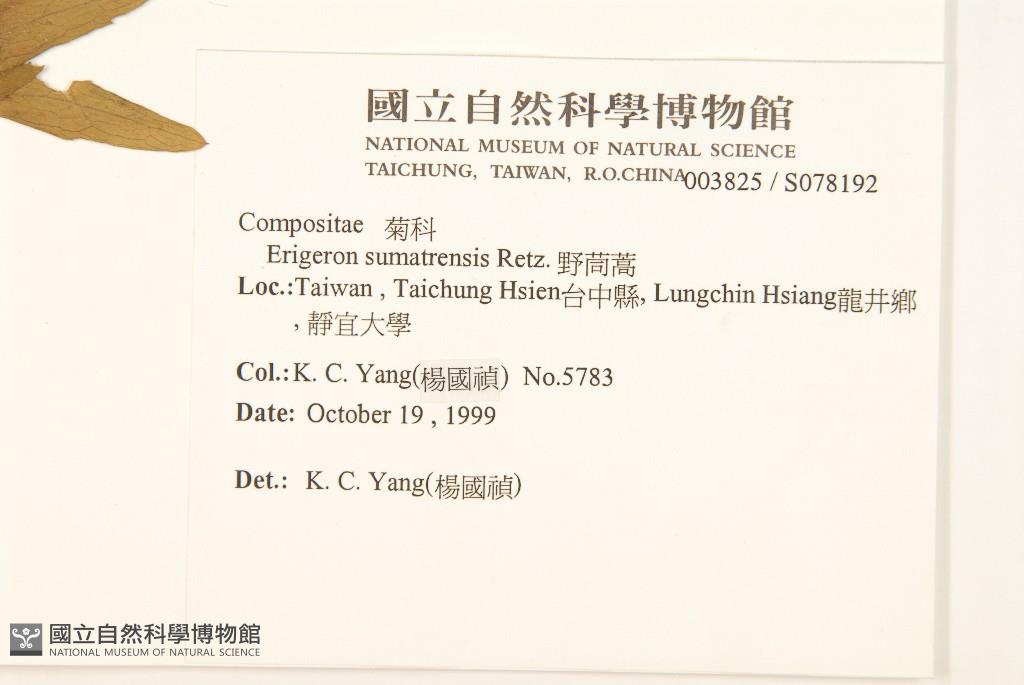 國立自然科學博物館
NATIONAL MUSEUM OF NATURAL SCIENCE
TAICHUNG, TAIWAN, R.O.CHINA 003825 / S078192
Compositae 菊科
Erigeron sumatrensis Retz. 野茼蒿
Loc.:Taiwan , Taichung Hsien台中縣, Lungchin Hsiang龍井鄉
, 靜宜大學
Col.:K. C. Yang(楊國禎) No.5783
Date: October 19 , 1999
Det.: K. C. Yang(楊國禎)
國立自然科學博物館
NATIONAL MUSEUM OF NATURAL SCIENCE